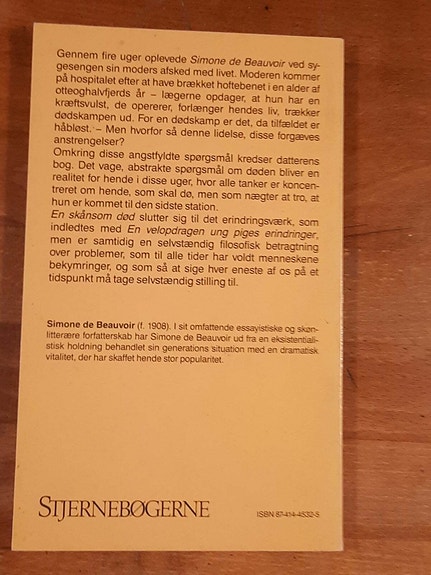 Gennem fire uger oplevede Simone de Beauvoir ved sy-
gesengen sin moders afsked med livet. Moderen kommer
på hospitalet efter at have brækket hoftebenet i en alder af
otteoghalvfjerds år – lægerne opdager, at hun har en
kræftsvulst, de opererer, forlænger hendes liv, trækker
dødskampen ud. For en dødskamp er det, da tilfældet er
håbløst. – Men hvorfor så denne lidelse, disse forgæves
anstrengelser?
Omkring disse angstfyldte spørgsmål kredser datterens
bog. Det vage, abstrakte spørgsmål om døden bliver en
realitet for hende i disse uger, hvor alle tanker er koncen-
treret om hende, som skal dø, men som nægter at tro, at
hun er kommet til den sidste station.
En skånsom død slutter sig til det erindringsværk, som
indledtes med En velopdragen ung piges erindringer,
men er samtidig en selvstændig filosofisk betragtning
over problemer, som til alle tider har voldt menneskene
bekymringer, og som så at sige hver eneste af os på et
tidspunkt må tage selvstændig stilling til.
Simone de Beauvoir (f. 1908). I sit omfattende essayistiske og skøn-
litterære forfatterskab har Simone de Beauvoir ud fra en eksistentiali-
stisk holdning behandlet sin generations situation med en dramatisk
vitalitet, der har skaffet hende stor popularitet.
STJERNEBØGERNE
ISBN 87-414-4532-5